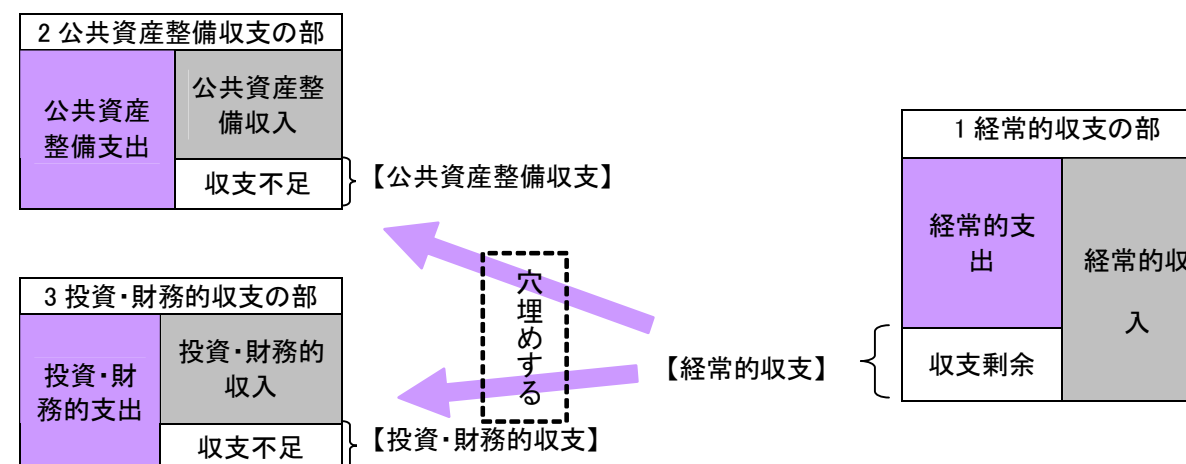 2 公共資産整備収支の部
公共資産
整備支出
公共資産整
備収入
収支不足
【公共資産整備収支】
3 投資・財務的収支の部
投資・財
務的支出
投資・財務的
収入
収支不足
【投資・財務的収支】
穴埋めする
【経常的収支】
1 経常的収支の部
経常的支
出
収支剰余
経常的収
入